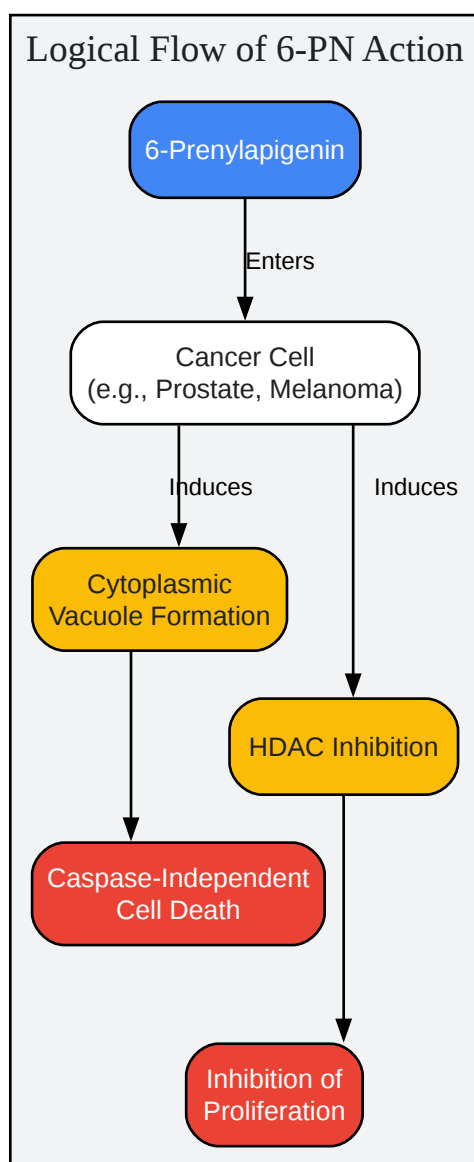 Logical Flow of 6-PN Action
6-Prenylapigenin
Enters
Cancer Cell
(e.g., Prostate, Melanoma)
Induces
Induces
Cytoplasmic
Vacuole Formation
HDAC Inhibition
Caspase-Independent
Cell Death
Inhibition of
Proliferation